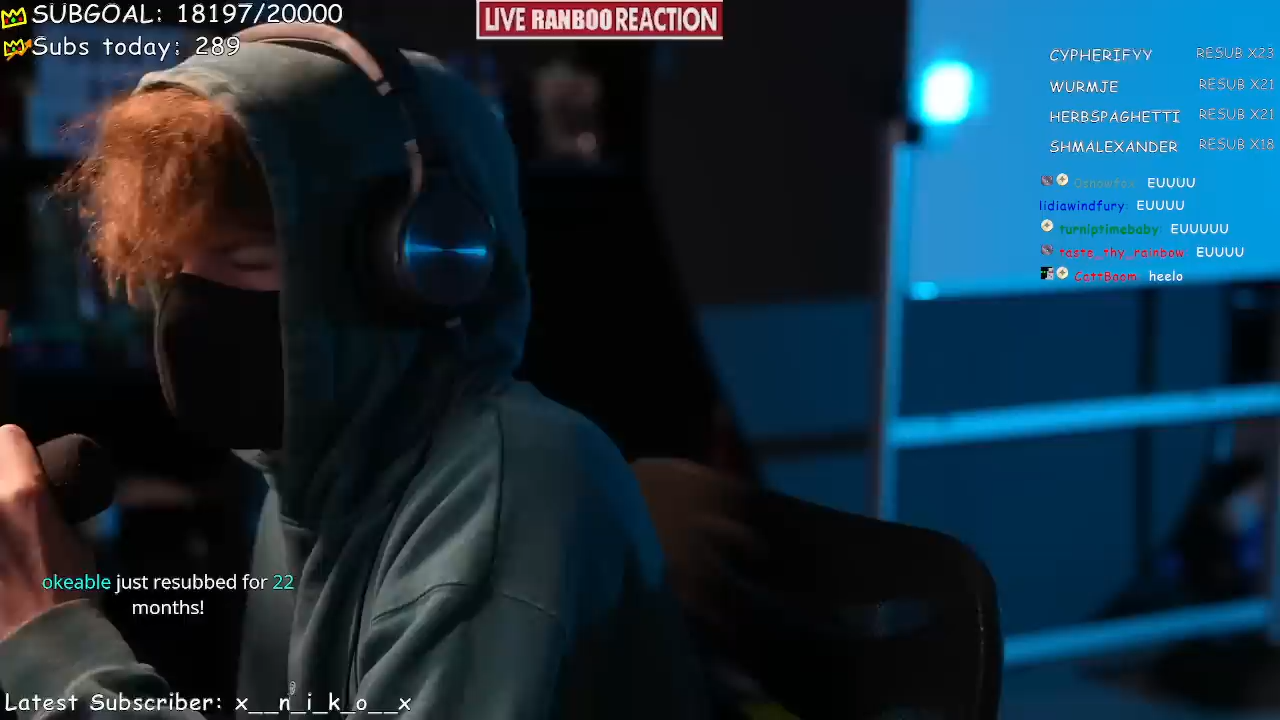 SUBGOAL: 18197/20000
Subs today: 289
LIVE RANBOO REACTION
CYPHERIFYY RESUB X23
WURMJE RESUB X21
HERBSPAGHETTI RESUB X21
SHMALEXANDER RESUB X18
Osnowfox: EUUUU
lidiawindfury: EUUUU
turniptimebaby: EUUUUU
taste_thy_rainbow: EUUUU
CattBoom: heelo
okeable just resubbed for 22
months!
Latest Subscriber: x__n_i_k_o__x